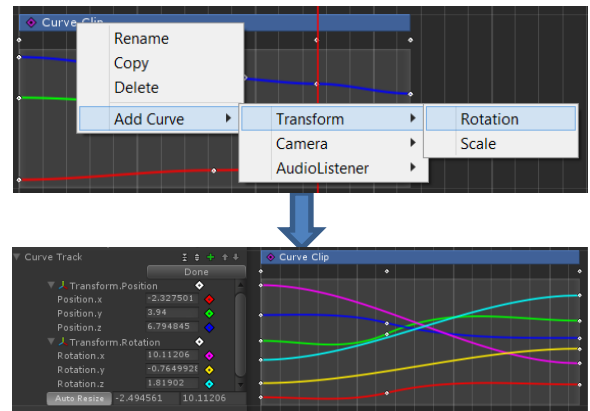 Curve Clip
Rename
Copy
Delete
Add Curve
Transform
Rotation
Camera
Scale
AudioListener
Curve Track
Curve Clip
Done
Transform.Position
Position.x -2.327501
Position.y 3.94
Position.z 6.794845
Transform.Rotation
Rotation.x 10.11206
Rotation.y -0.7649928
Rotation.z 1.81902
Auto Resize -2.494561 10.11206